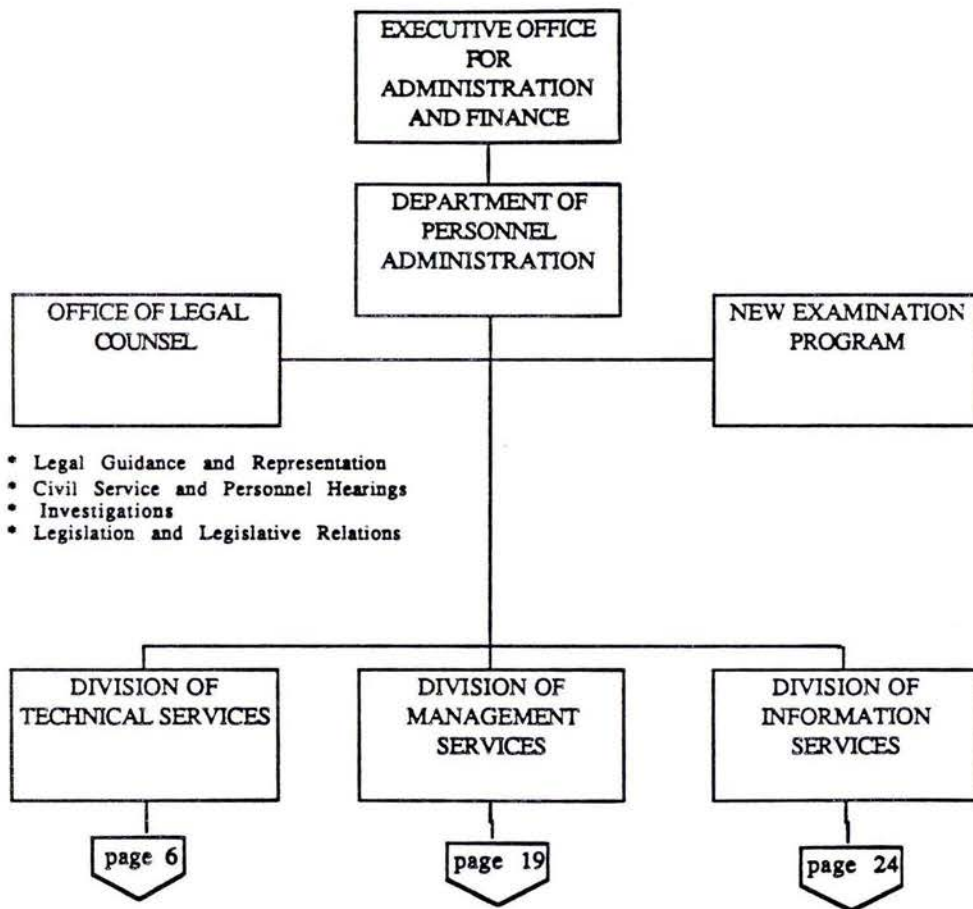 EXECUTIVE OFFICE
FOR
ADMINISTRATION
AND FINANCE
DEPARTMENT OF
PERSONNEL
ADMINISTRATION
OFFICE OF LEGAL
COUNSEL
NEW EXAMINATION
PROGRAM
* Legal Guidance and Representation
* Civil Service and Personnel Hearings
* Investigations
* Legislation and Legislative Relations
DIVISION OF
TECHNICAL SERVICES
DIVISION OF
MANAGEMENT
SERVICES
DIVISION OF
INFORMATION
SERVICES
page 6
page 19
page 24